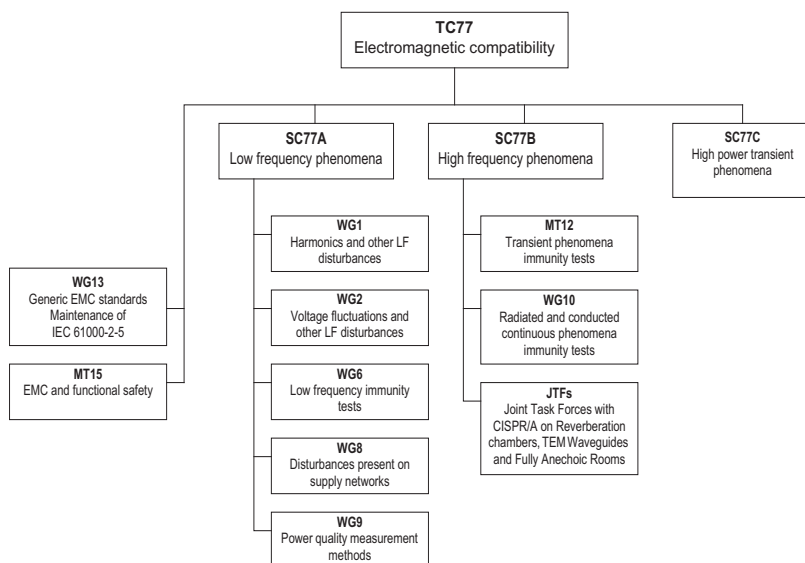 TC77
Electromagnetic compatibility
SC77A
Low frequency phenomena
SC77B
High frequency phenomena
SC77C
High power transient
phenomena
WG13
Generic EMC standards
Maintenance of
IEC 61000-2-5
MT15
EMC and functional safety
WG1
Harmonics and other LF
disturbances
WG2
Voltage fluctuations and
other LF disturbances
WG6
Low frequency immunity
tests
WG8
Disturbances present on
supply networks
WG9
Power quality measurement
methods
MT12
Transient phenomena
immunity tests
WG10
Radiated and conducted
continuous phenomena
immunity tests
JTFs
Joint Task Forces with
CISPR/A on Reverberation
chambers, TEM Waveguides
and Fully Anechoic Rooms